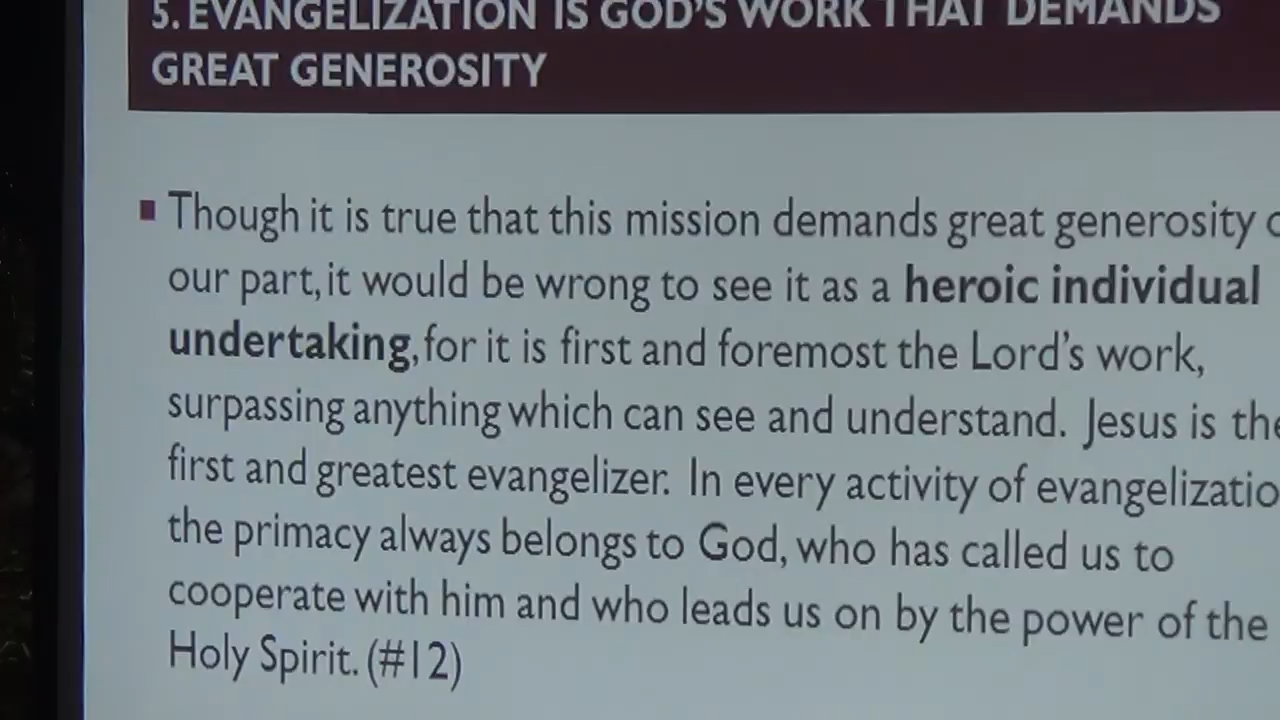 5. EVANGELIZATION IS GOD'S WORK THAT DEMANDS
GREAT GENEROSITY
▪ Though it is true that this mission demands great generosity
our part, it would be wrong to see it as a heroic individual
undertaking, for it is first and foremost the Lord's work,
surpassing anything which can see and understand. Jesus is the
first and greatest evangelizer. In every activity of evangelizatio
the primacy always belongs to God, who has called us to
cooperate with him and who leads us on by the power of the
Holy Spirit. (#12)